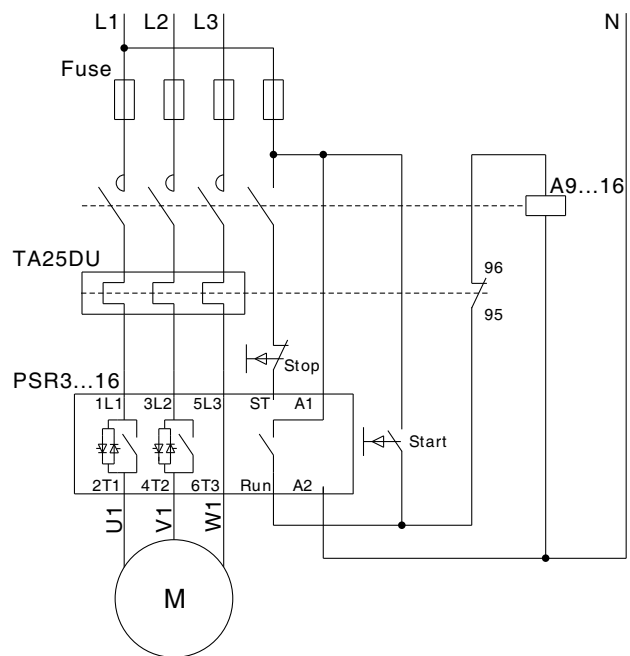 L1 L2 L3 N
Fuse
A9...16
TA25DU
96
95
Stop
PSR3...16
1L1 3L2 5L3 ST A1
Start
2T1 4T2 6T3 Run A2
U1 V1 W1
M